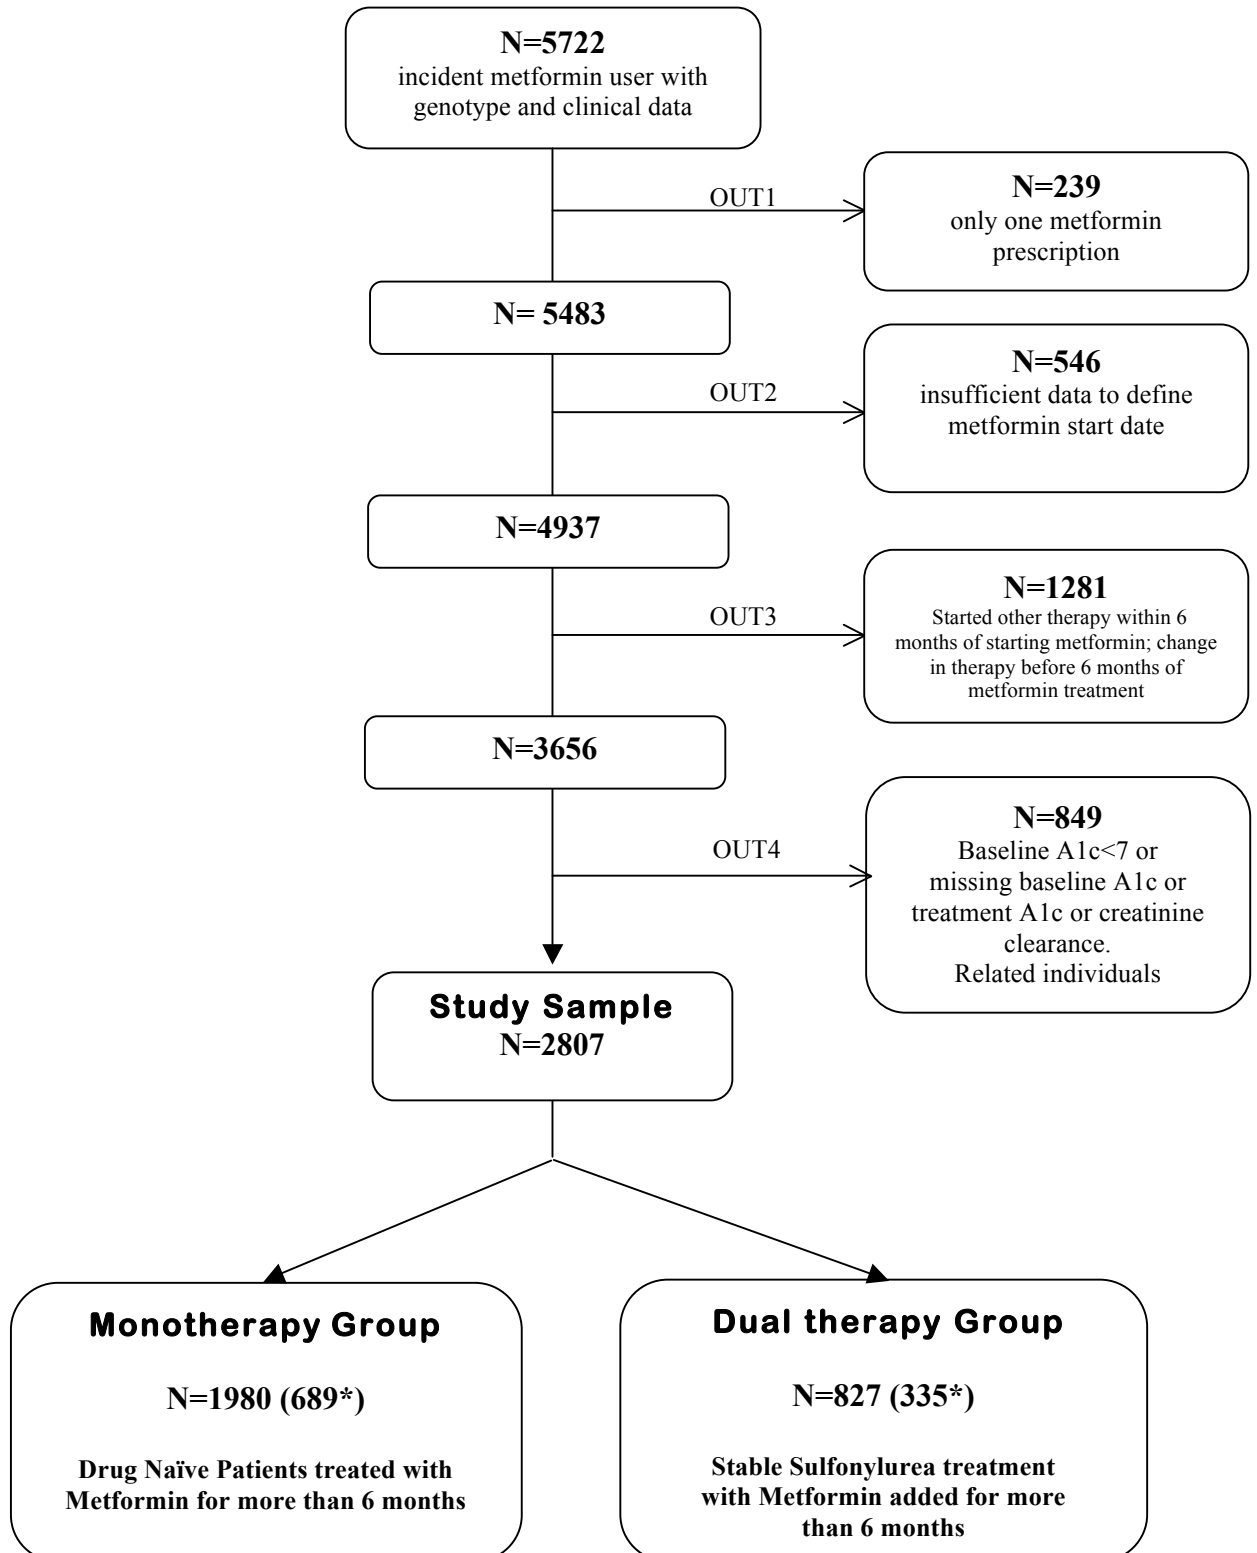 N=5722
incident metformin user with
genotype and clinical data
OUT1
N=239
only one metformin
prescription
N= 5483
OUT2
N=546
insufficient data to define
metformin start date
N=4937
OUT3
N=1281
Started other therapy within 6
months of starting metformin; change
in therapy before 6 months of
metformin treatment
N=3656
OUT4
N=849
Baseline A1c<7 or
missing baseline A1c or
treatment A1c or creatinine
clearance.
Related individuals
Study Sample
N=2807
Monotherapy Group
N=1980 (689*)
Drug Naïve Patients treated with
Metformin for more than 6 months
Dual therapy Group
N=827 (335*)
Stable Sulfonylurea treatment
with Metformin added for more
than 6 months